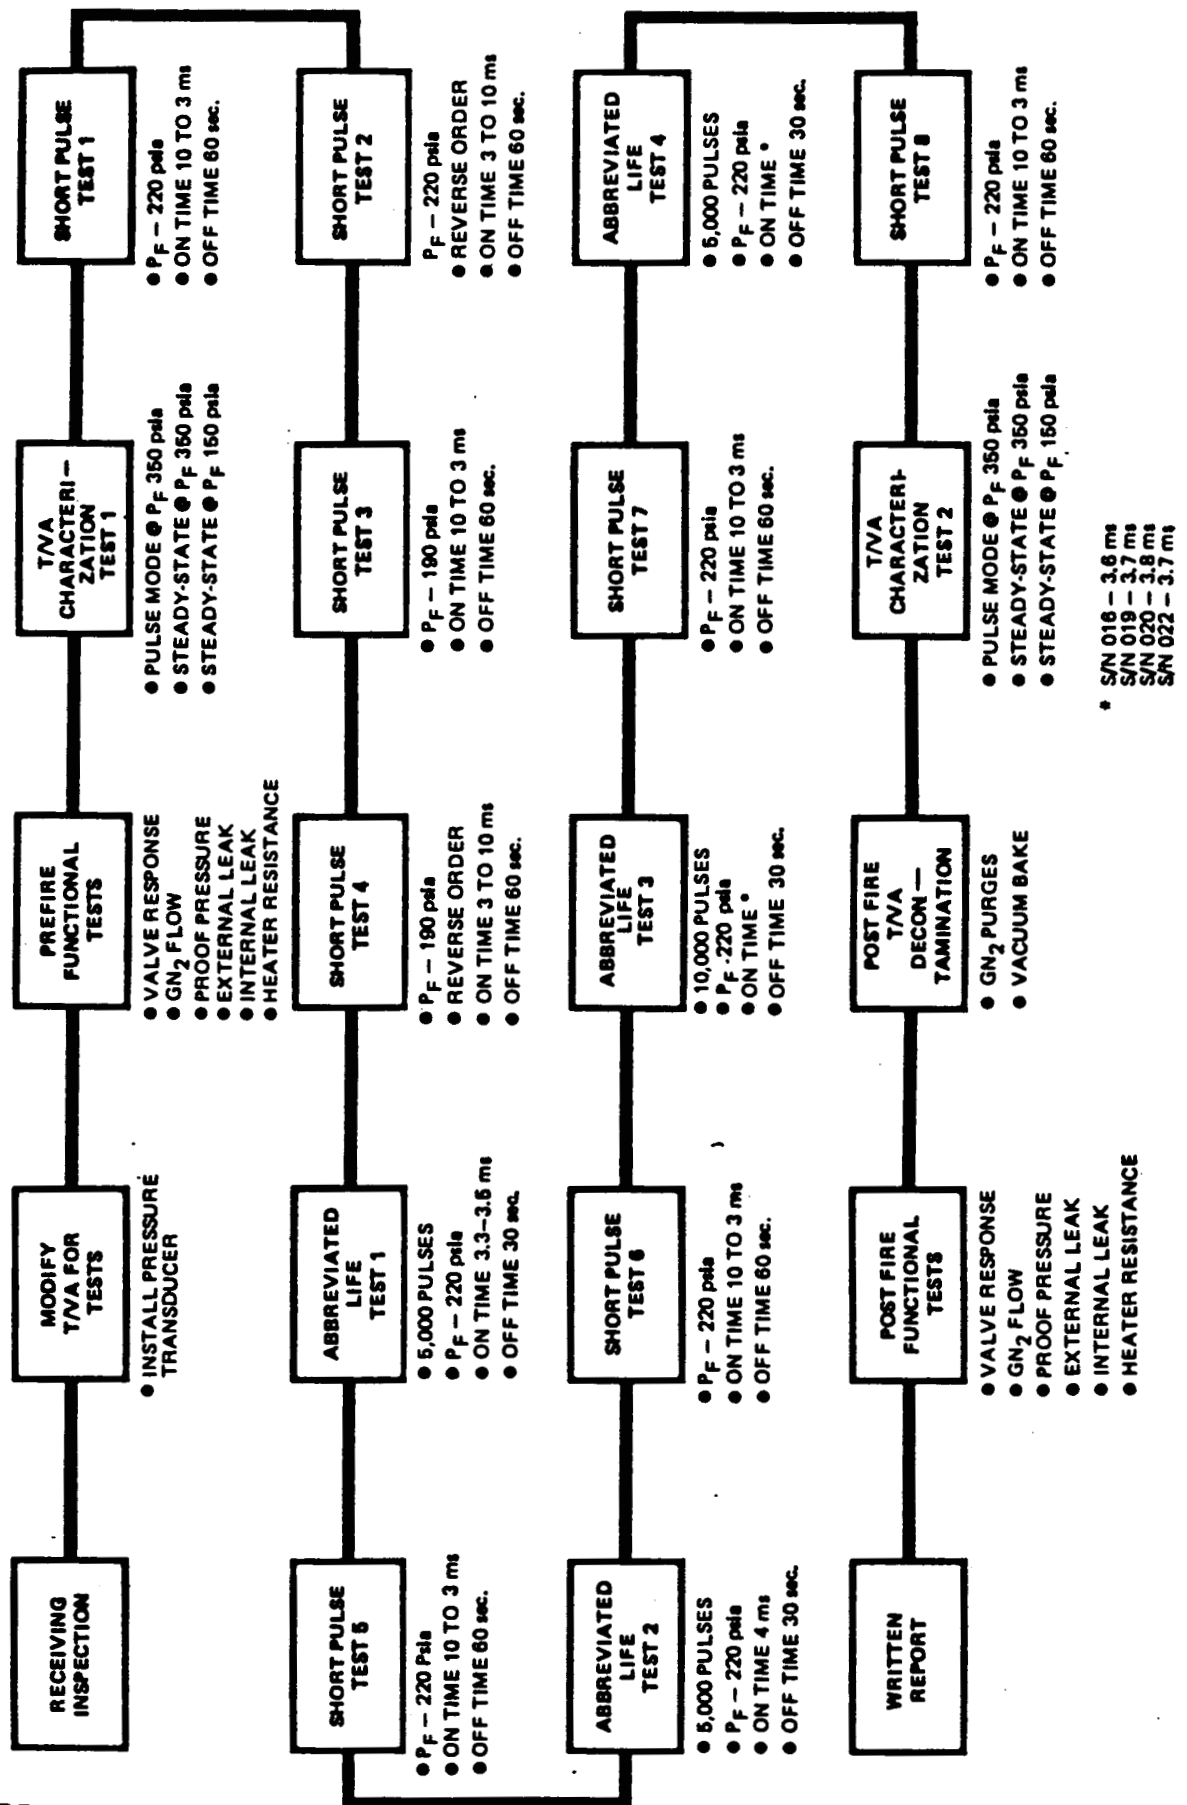 RECEIVING
INSPECTION
MODIFY
T/VA FOR
TESTS
● INSTALL PRESSURE
TRANSDUCER
PREFIRE
FUNCTIONAL
TESTS
● VALVE RESPONSE
● GN2 FLOW
● PROOF PRESSURE
● EXTERNAL LEAK
● INTERNAL LEAK
● HEATER RESISTANCE
T/VA
CHARACTERI—
ZATION
TEST 1
● PULSE MODE @ PF 350 psia
● STEADY-STATE @ PF 350 psia
● STEADY-STATE @ PF 150 psia
SHORT PULSE
TEST 1
● PF – 220 psia
● ON TIME 10 TO 3 ms
● OFF TIME 60 sec.
SHORT PULSE
TEST 2
PF – 220 psia
● REVERSE ORDER
● ON TIME 3 TO 10 ms
● OFF TIME 60 sec.
SHORT PULSE
TEST 3
● PF – 190 psia
● ON TIME 10 TO 3 ms
● OFF TIME 60 sec.
SHORT PULSE
TEST 4
● PF – 190 psia
● REVERSE ORDER
● ON TIME 3 TO 10 ms
● OFF TIME 60 sec.
ABBREVIATED
LIFE
TEST 1
● 5,000 PULSES
● PF – 220 psia
● ON TIME 3.3–3.5 ms
● OFF TIME 30 sec.
SHORT PULSE
TEST 5
● PF – 220 Psia
● ON TIME 10 TO 3 ms
● OFF TIME 60 sec.
ABBREVIATED
LIFE
TEST 2
● 5,000 PULSES
● PF – 220 psia
● ON TIME 4 ms
● OFF TIME 30 sec.
SHORT PULSE
TEST 6
● PF – 220 psia
● ON TIME 10 TO 3 ms
● OFF TIME 60 sec.
ABBREVIATED
LIFE
TEST 3
● 10,000 PULSES
● PF -220 psia
● ON TIME *
● OFF TIME 30 sec.
SHORT PULSE
TEST 7
● PF – 220 psia
● ON TIME 10 TO 3 ms
● OFF TIME 60 sec.
ABBREVIATED
LIFE
TEST 4
● 5,000 PULSES
● PF – 220 psia
● ON TIME *
● OFF TIME 30 sec.
SHORT PULSE
TEST 8
● PF – 220 psia
● ON TIME 10 TO 3 ms
● OFF TIME 60 sec.
T/VA
CHARACTERI-
ZATION
TEST 2
● PULSE MODE @ PF 350 psia
● STEADY-STATE @ PF 350 psia
● STEADY-STATE @ PF 150 psia
POST FIRE
T/VA
DECON—
TAMINATION
● GN2 PURGES
● VACUUM BAKE
POST FIRE
FUNCTIONAL
TESTS
● VALVE RESPONSE
● GN2 FLOW
● PROOF PRESSURE
● EXTERNAL LEAK
● INTERNAL LEAK
● HEATER RESISTANCE
WRITTEN
REPORT
* S/N 016 – 3.6 ms
S/N 019 – 3.7 ms
S/N 020 – 3.8 ms
S/N 022 – 3.7 ms